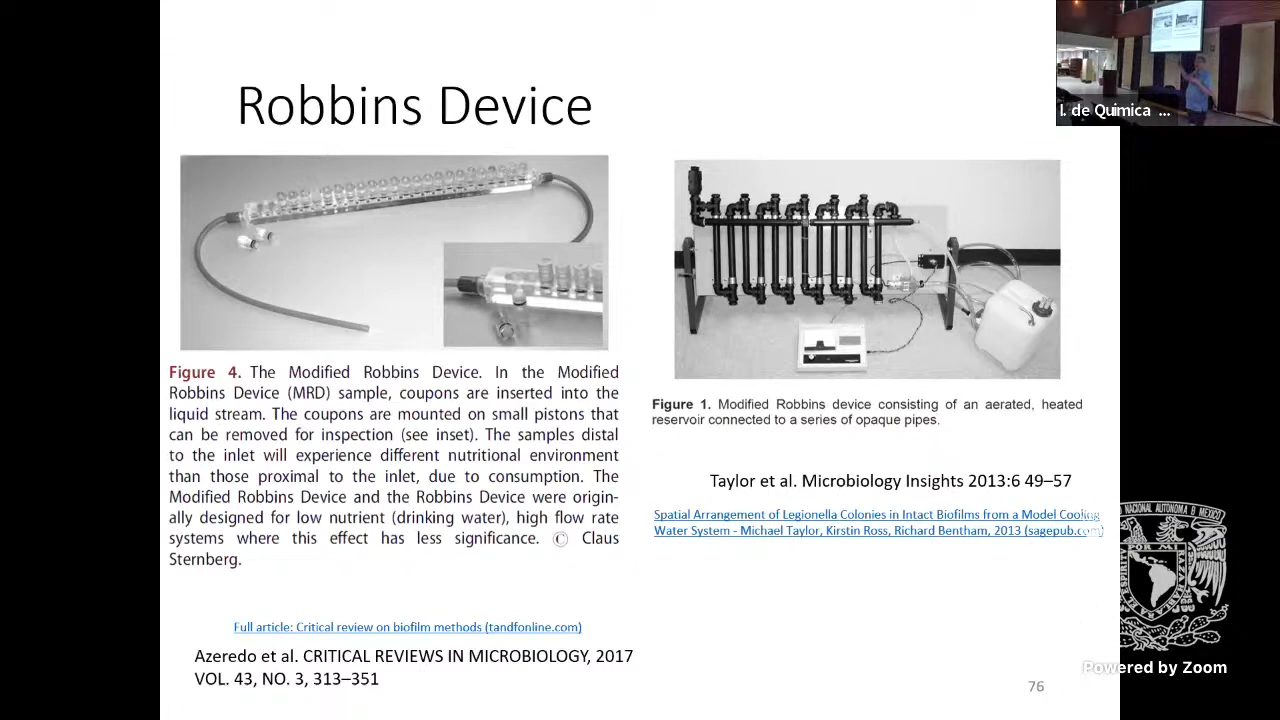 Robbins Device
I. de Quimica ...
Figure 4. The Modified Robbins Device. In the Modified
Robbins Device (MRD) sample, coupons are inserted into the
liquid stream. The coupons are mounted on small pistons that
can be removed for inspection (see inset). The samples distal
to the inlet will experience different nutritional environment
than those proximal to the inlet, due to consumption. The
Modified Robbins Device and the Robbins Device were origin-
ally designed for low nutrient (drinking water), high flow rate
systems where this effect has less significance. © Claus
Sternberg.
Full article: Critical review on biofilm methods (tandfonline.com)
Azeredo et al. CRITICAL REVIEWS IN MICROBIOLOGY, 2017
VOL. 43, NO. 3, 313–351
Figure 1. Modified Robbins device consisting of an aerated, heated
reservoir connected to a series of opaque pipes.
Taylor et al. Microbiology Insights 2013:6 49–57
Spatial Arrangement of Legionella Colonies in Intact Biofilms from a Model Cooling
Water System - Michael Taylor, Kirstin Ross, Richard Bentham, 2013 (sagepub.com)
76
Powered by Zoom